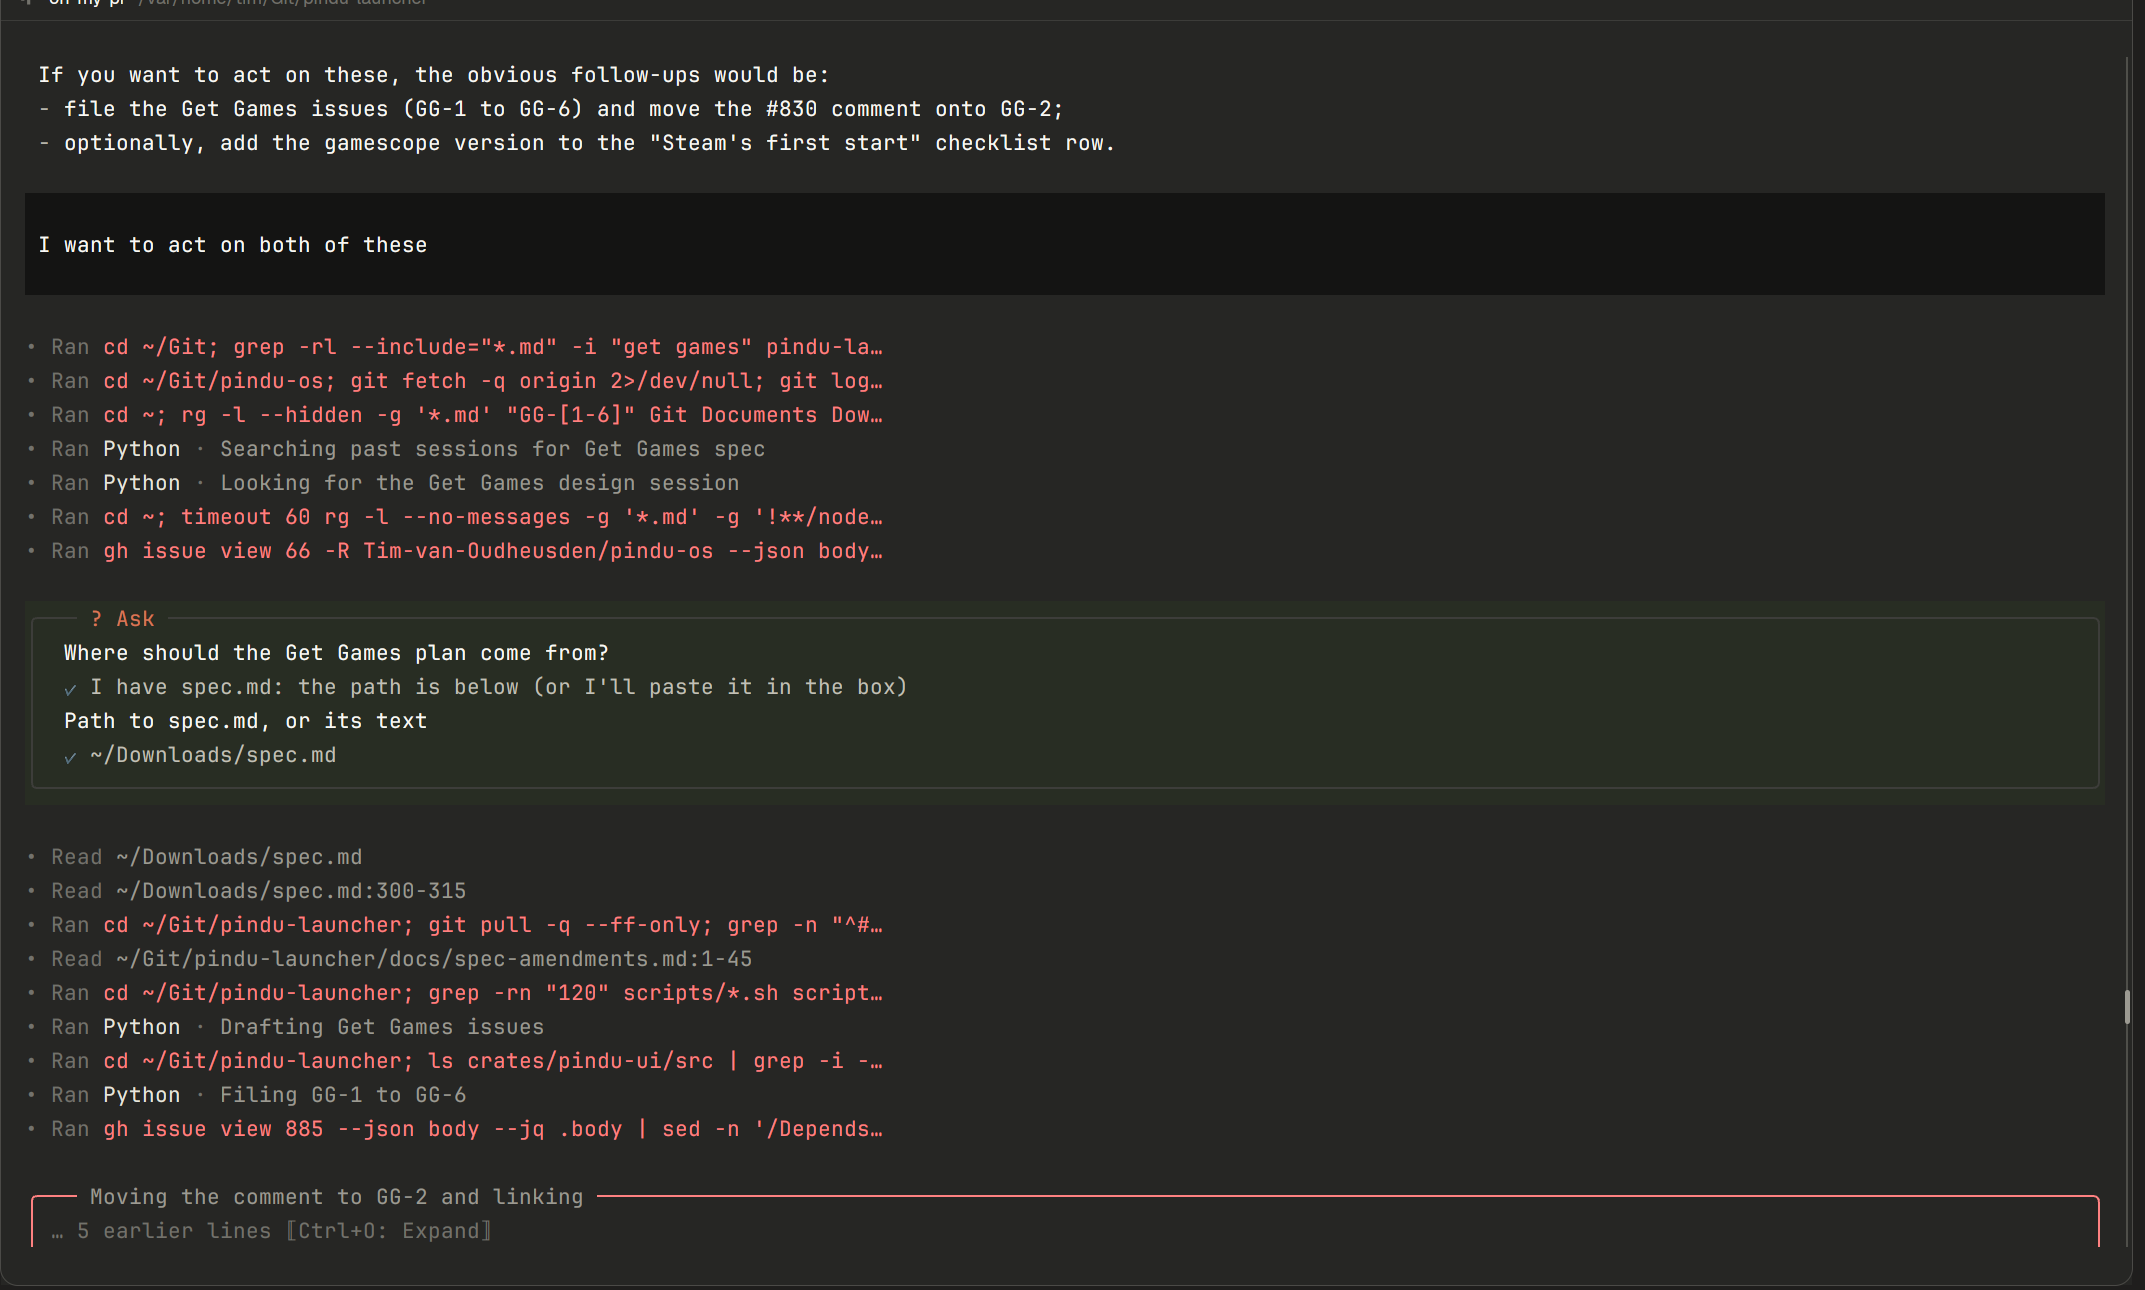 on my pi /var/home/tim/Git/pindu-launcher
If you want to act on these, the obvious follow-ups would be:
- file the Get Games issues (GG-1 to GG-6) and move the #830 comment onto GG-2;
- optionally, add the gamescope version to the "Steam's first start" checklist row.
I want to act on both of these
• Ran cd ~/Git; grep -rl --include="*.md" -i "get games" pindu-la…
• Ran cd ~/Git/pindu-os; git fetch -q origin 2>/dev/null; git log…
• Ran cd ~; rg -l --hidden -g '*.md' "GG-[1-6]" Git Documents Dow…
• Ran Python · Searching past sessions for Get Games spec
• Ran Python · Looking for the Get Games design session
• Ran cd ~; timeout 60 rg -l --no-messages -g '*.md' -g '!**/node…
• Ran gh issue view 66 -R Tim-van-Oudheusden/pindu-os --json body…
? Ask
Where should the Get Games plan come from?
✓ I have spec.md: the path is below (or I'll paste it in the box)
Path to spec.md, or its text
✓ ~/Downloads/spec.md
• Read ~/Downloads/spec.md
• Read ~/Downloads/spec.md:300-315
• Ran cd ~/Git/pindu-launcher; git pull -q --ff-only; grep -n "^#…
• Read ~/Git/pindu-launcher/docs/spec-amendments.md:1-45
• Ran cd ~/Git/pindu-launcher; grep -rn "120" scripts/*.sh script…
• Ran Python · Drafting Get Games issues
• Ran cd ~/Git/pindu-launcher; ls crates/pindu-ui/src | grep -i -…
• Ran Python · Filing GG-1 to GG-6
• Ran gh issue view 885 --json body --jq .body | sed -n '/Depends…
Moving the comment to GG-2 and linking
… 5 earlier lines ⟦Ctrl+O: Expand⟧